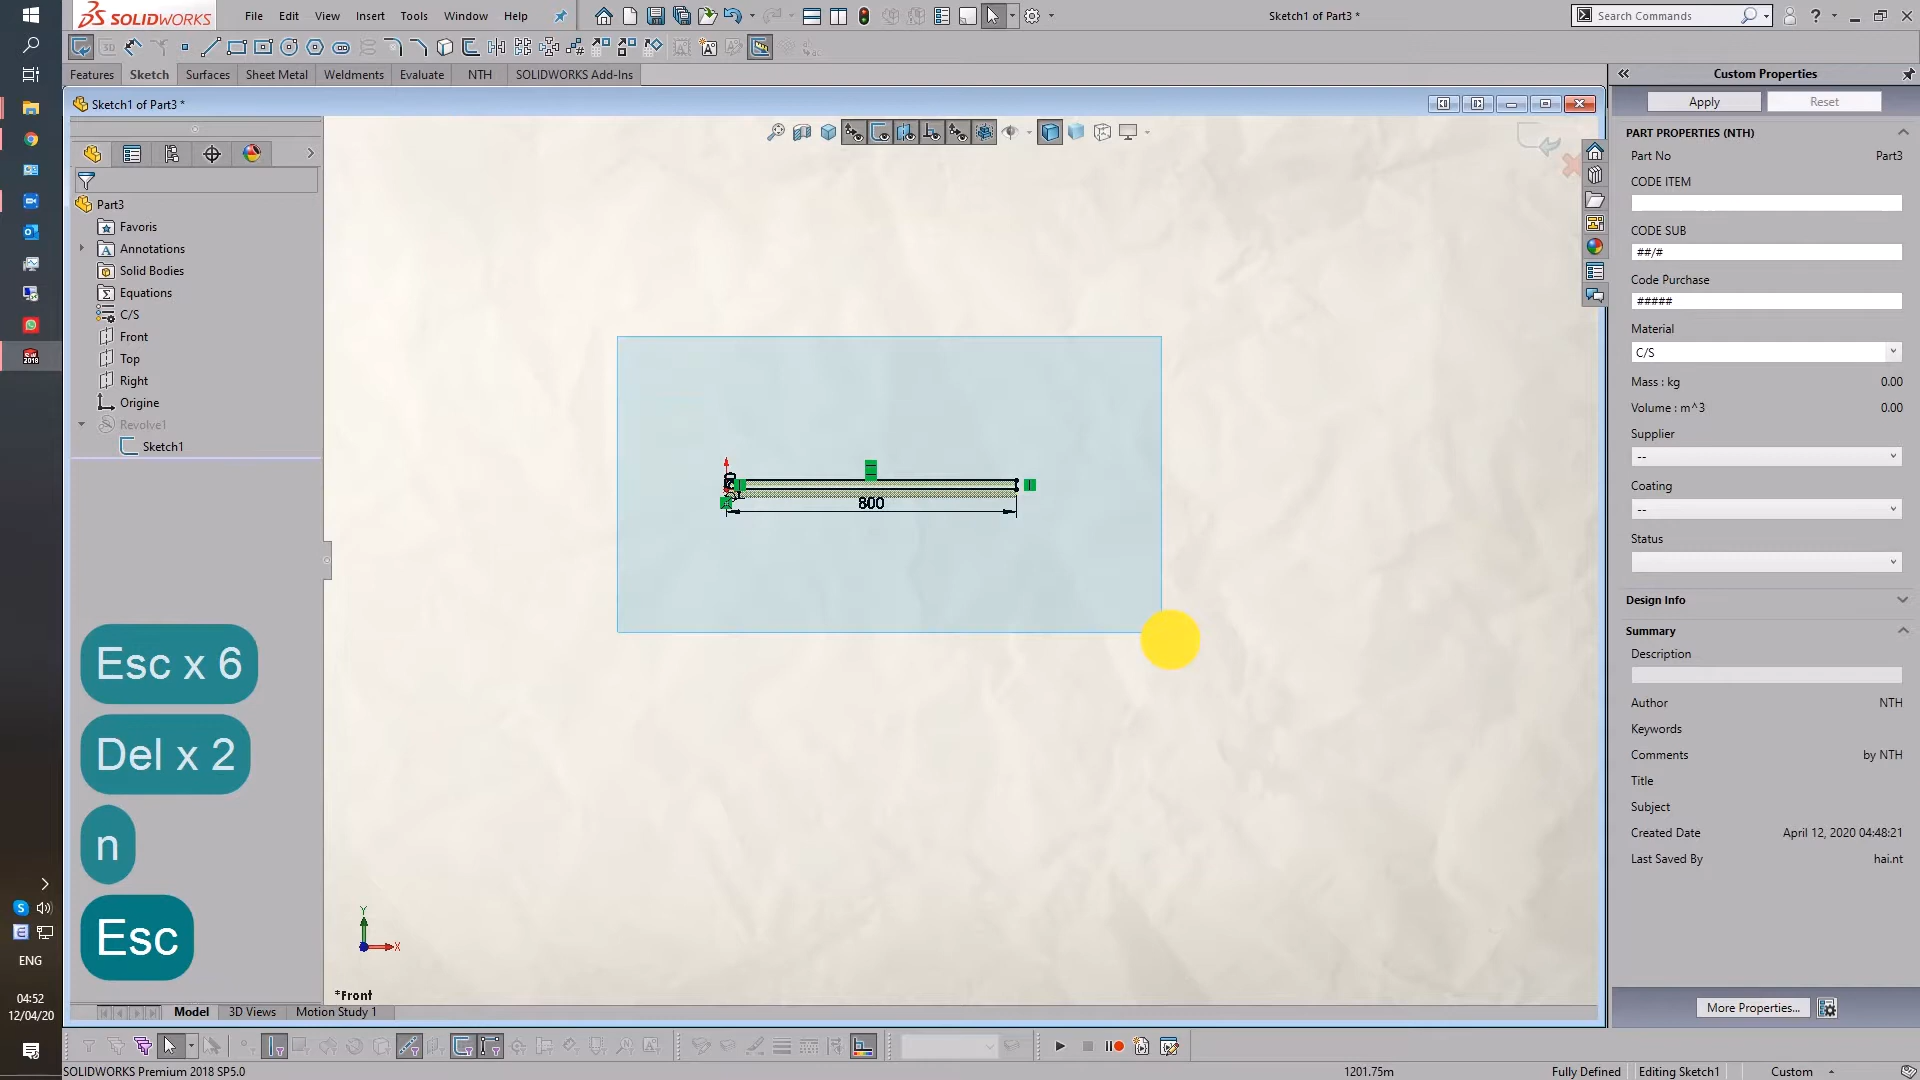 SOLIDWORKS
File
Edit
View
Insert
Tools
Window
Help
Sketch1 of Part3 *
Search Commands
Features
Sketch
Surfaces
Sheet Metal
Weldments
Evaluate
NTH
SOLIDWORKS Add-Ins
Sketch1 of Part3 *
Part3
Favoris
Annotations
Solid Bodies
Equations
C/S
Front
Top
Right
Origine
Revolve1
Sketch1
800
Esc x 6
Del x 2
n
Esc
Y
X
*Front
Model
3D Views
Motion Study 1
Custom Properties
Apply
Reset
PART PROPERTIES (NTH)
Part No
Part3
CODE ITEM
CODE SUB
##/#
Code Purchase
#####
Material
C/S
Mass : kg
0.00
Volume : m^3
0.00
Supplier
--
Coating
--
Status
Design Info
Summary
Description
Author
NTH
Keywords
Comments
by NTH
Title
Subject
Created Date
April 12, 2020 04:48:21
Last Saved By
hai.nt
More Properties...
ENG
04:52
12/04/20
SOLIDWORKS Premium 2018 SP5.0
1201.75m
Fully Defined
Editing Sketch1
Custom